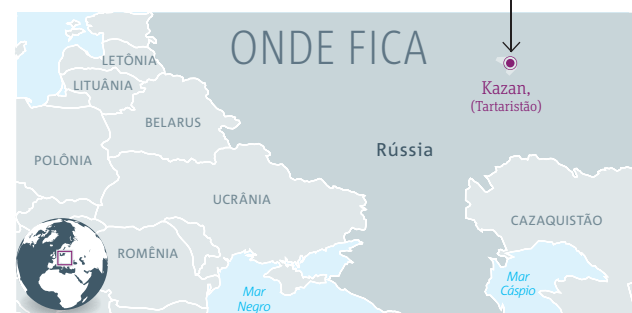 ONDE FICA
LETÔNIA
LITUÂNIA
BELARUS
POLÔNIA
UCRÂNIA
ROMÊNIA
Mar
Negro
Rússia
Kazan,
(Tartaristão)
CAZAQUISTÃO
Mar
Cáspio